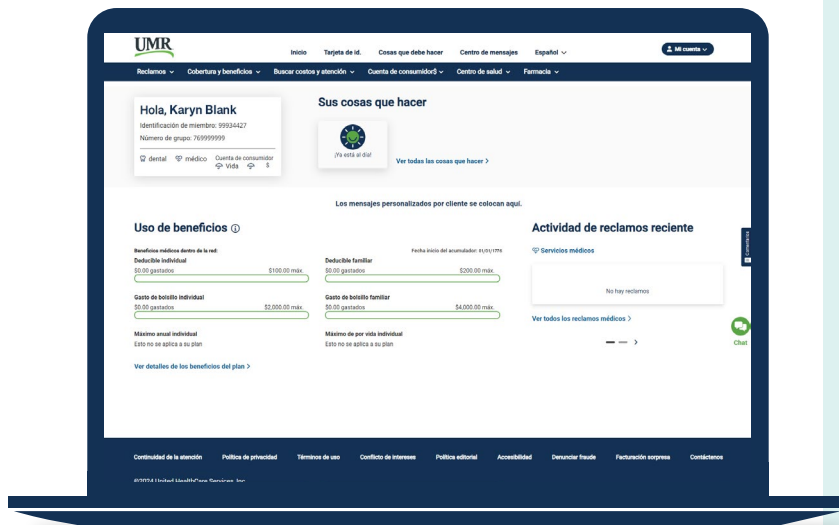 UMR
Inicio Tarjeta de id. Cosas que debe hacer Centro de mensajes Español
Mi cuenta
Reclamos Cobertura y beneficios Buscar costos y atención Cuenta de consumidor$ Centro de salud Farmacia
Hola, Karyn Blank
Identificación de miembro: 99934427
Número de grupo: 769999999
dental médico Cuenta de consumidor
Vida $
Sus cosas que hacer
¡Ya está al día!
Ver todas las cosas que hacer >
Los mensajes personalizados por cliente se colocan aquí.
Uso de beneficios
Beneficios médicos dentro de la red:
Fecha inicio del acumulador: 01/01/1775
Deducible individual
$0.00 gastados $100.00 máx.
Deducible familiar
$0.00 gastados $200.00 máx.
Gasto de bolsillo individual
$0.00 gastados $2,000.00 máx.
Gasto de bolsillo familiar
$0.00 gastados $4,000.00 máx.
Máximo anual individual
Esto no se aplica a su plan
Máximo de por vida individual
Esto no se aplica a su plan
Ver detalles de los beneficios del plan >
Actividad de reclamos reciente
Servicios médicos
No hay reclamos
Ver todos los reclamos médicos >
Comentarios
Chat
Continuidad de la atención Política de privacidad Términos de uso Conflicto de intereses Política editorial Accesibilidad Denunciar fraude Facturación sorpresa Contáctenos
©2024 United HealthCare Services, Inc.